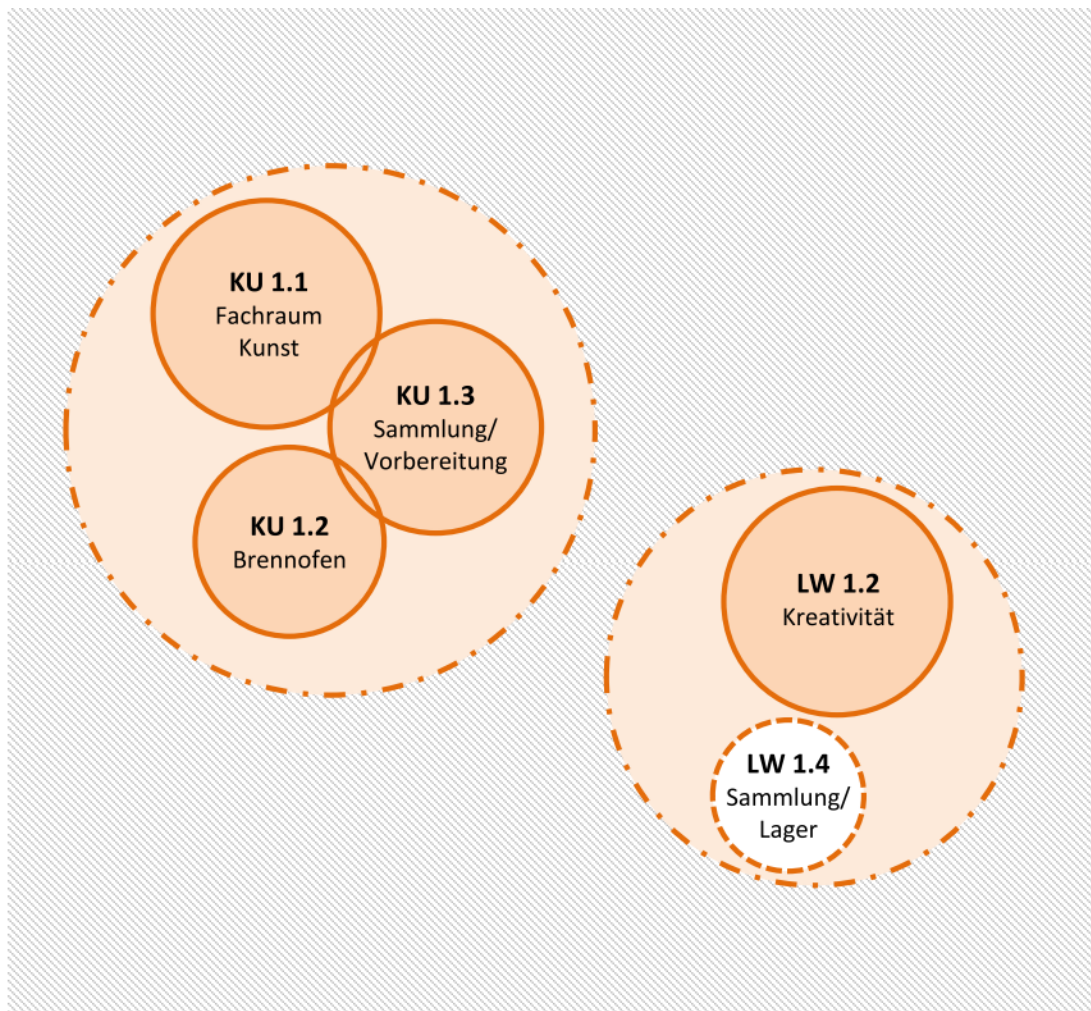 KU 1.1
Fachraum
Kunst
KU 1.3
Sammlung/
Vorbereitung
KU 1.2
Brennofen
LW 1.2
Kreativität
LW 1.4
Sammlung/
Lager